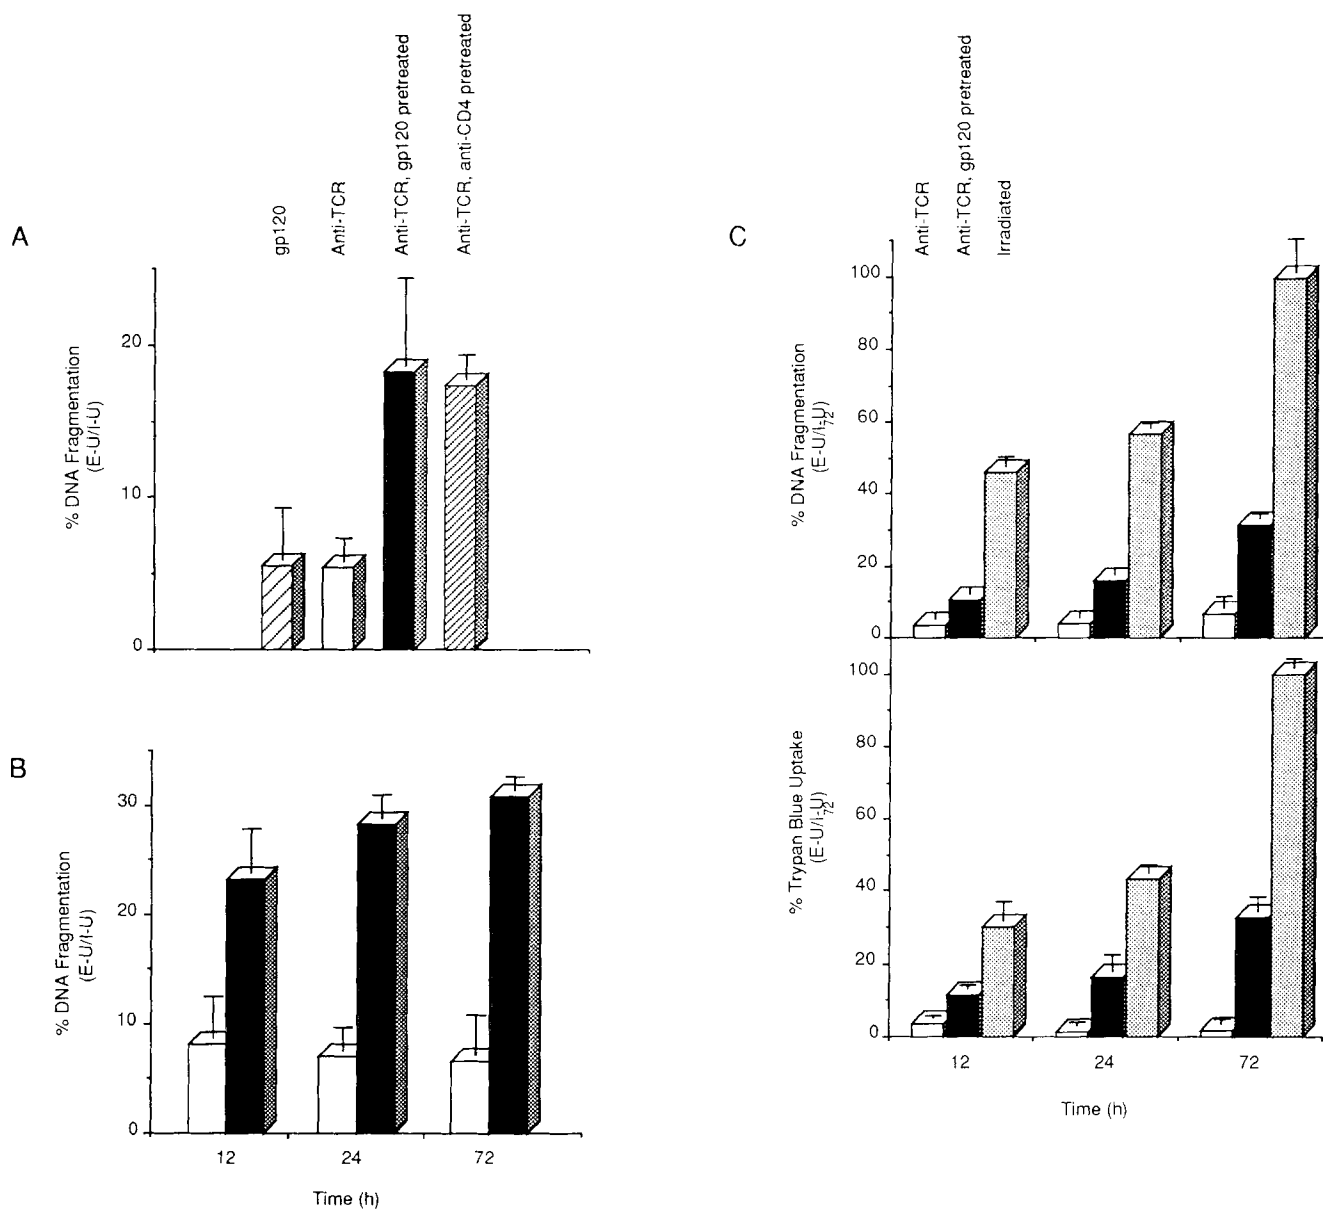 A
gp120
Anti-TCR
Anti-TCR, gp120 pretreated
Anti-TCR, anti-CD4 pretreated
% DNA Fragmentation
(E-U/I-U)
20
10
0
B
% DNA Fragmentation
(E-U/I-U)
30
20
10
0
12 24 72
Time (h)
C
Anti-TCR
Anti-TCR, gp120 pretreated
Irradiated
% DNA Fragmentation
(E-U/I-U)
72
100
80
60
40
20
0
% Trypan Blue Uptake
(E-U/I-U)
72
100
80
60
40
20
0
12 24 72
Time (h)